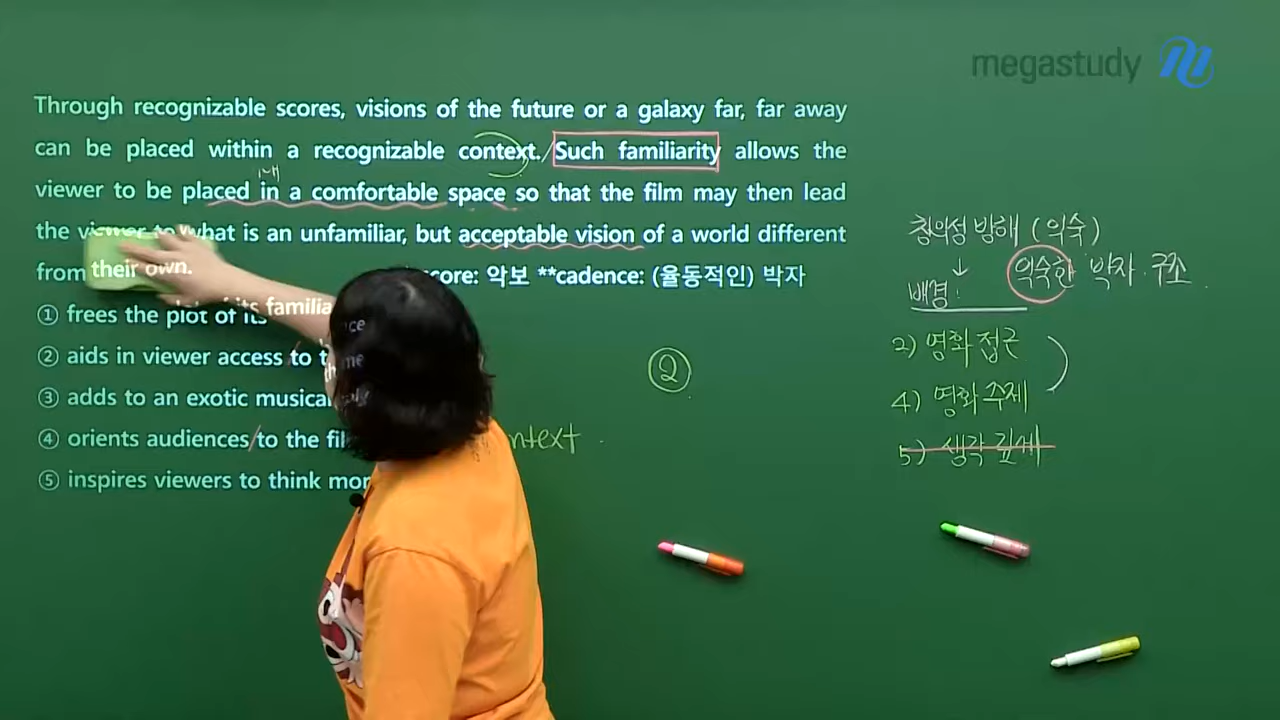 megastudy
Through recognizable scores, visions of the future or a galaxy far, far away
can be placed within a recognizable context. Such familiarity allows the
viewer to be placed in a comfortable space so that the film may then lead
the viewer to what is an unfamiliar, but acceptable vision of a world different
from their own. core: 악보 **cadence: (율동적인) 박자
① frees the plot of its familia
② aids in viewer access to t
③ adds to an exotic musica
④ orients audiences to the fil ntext
⑤ inspires viewers to think mor
②
창의성 방해 (익숙)
↓ 익숙한 박자. 구조
배경:
2) 영화 접근
4) 영화 주제
5) 생각 깊게